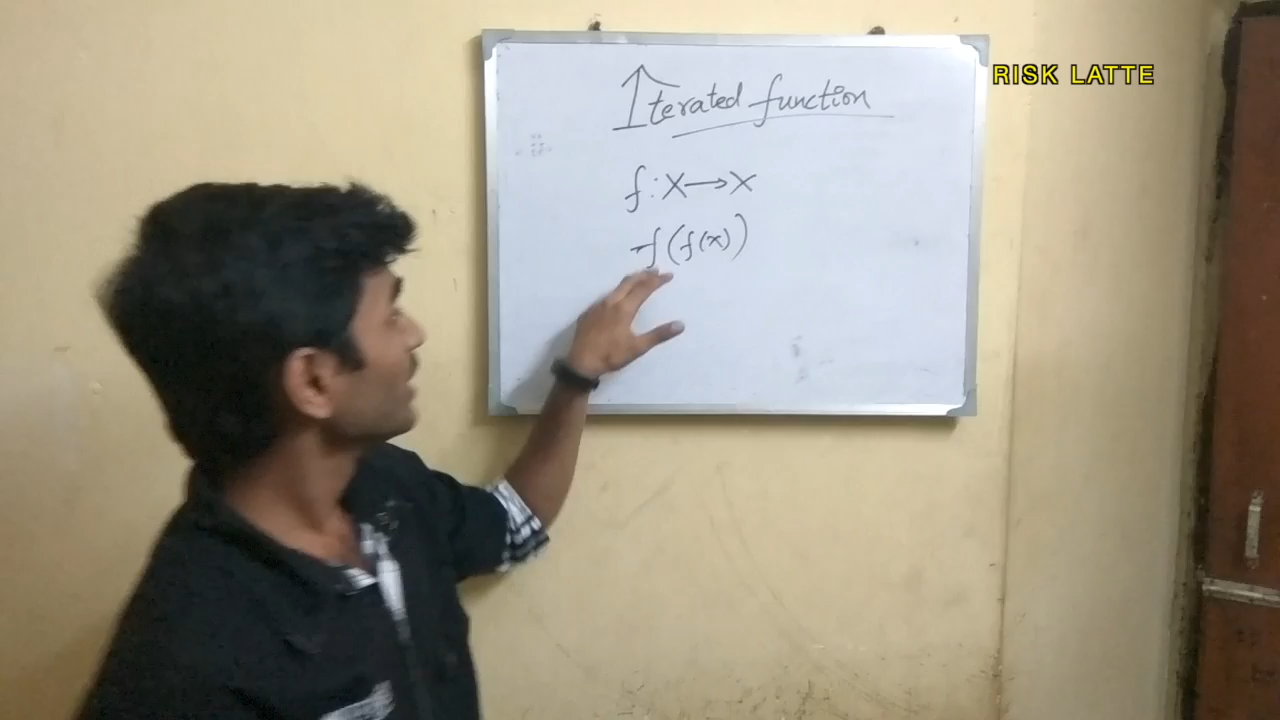 RISK LATTE
Iterated function
f : X → X
f(f(x))